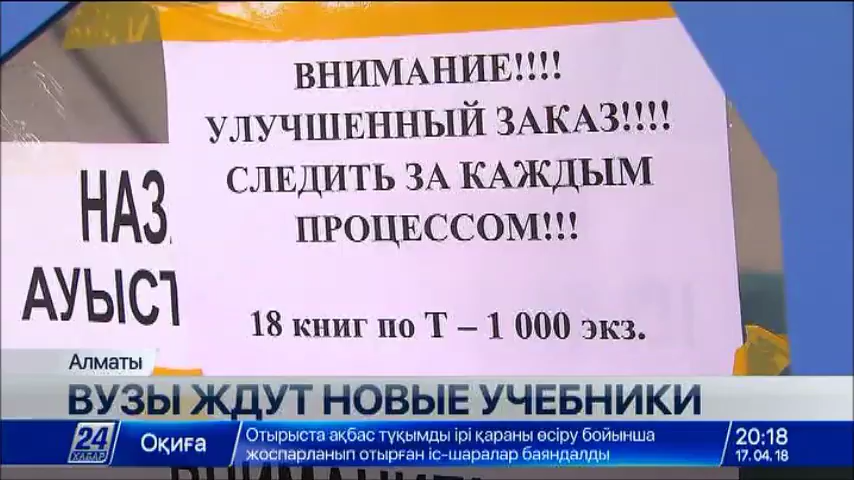 ВНИМАНИЕ!!!!
УЛУЧШЕННЫЙ ЗАКАЗ!!!!
СЛЕДИТЬ ЗА КАЖДЫМ
ПРОЦЕССОМ!!!
18 книг по Т – 1 000 экз.
НАЗ
АУЫСТ
Алматы
ВУЗЫ ЖДУТ НОВЫЕ УЧЕБНИКИ
24
ХАБАР
Оқиға
Отырыста ақбас тұқымды ірі қараны өсіру бойынша
жоспарланып отырған іс-шаралар баяндалды
20:18
17.04.18